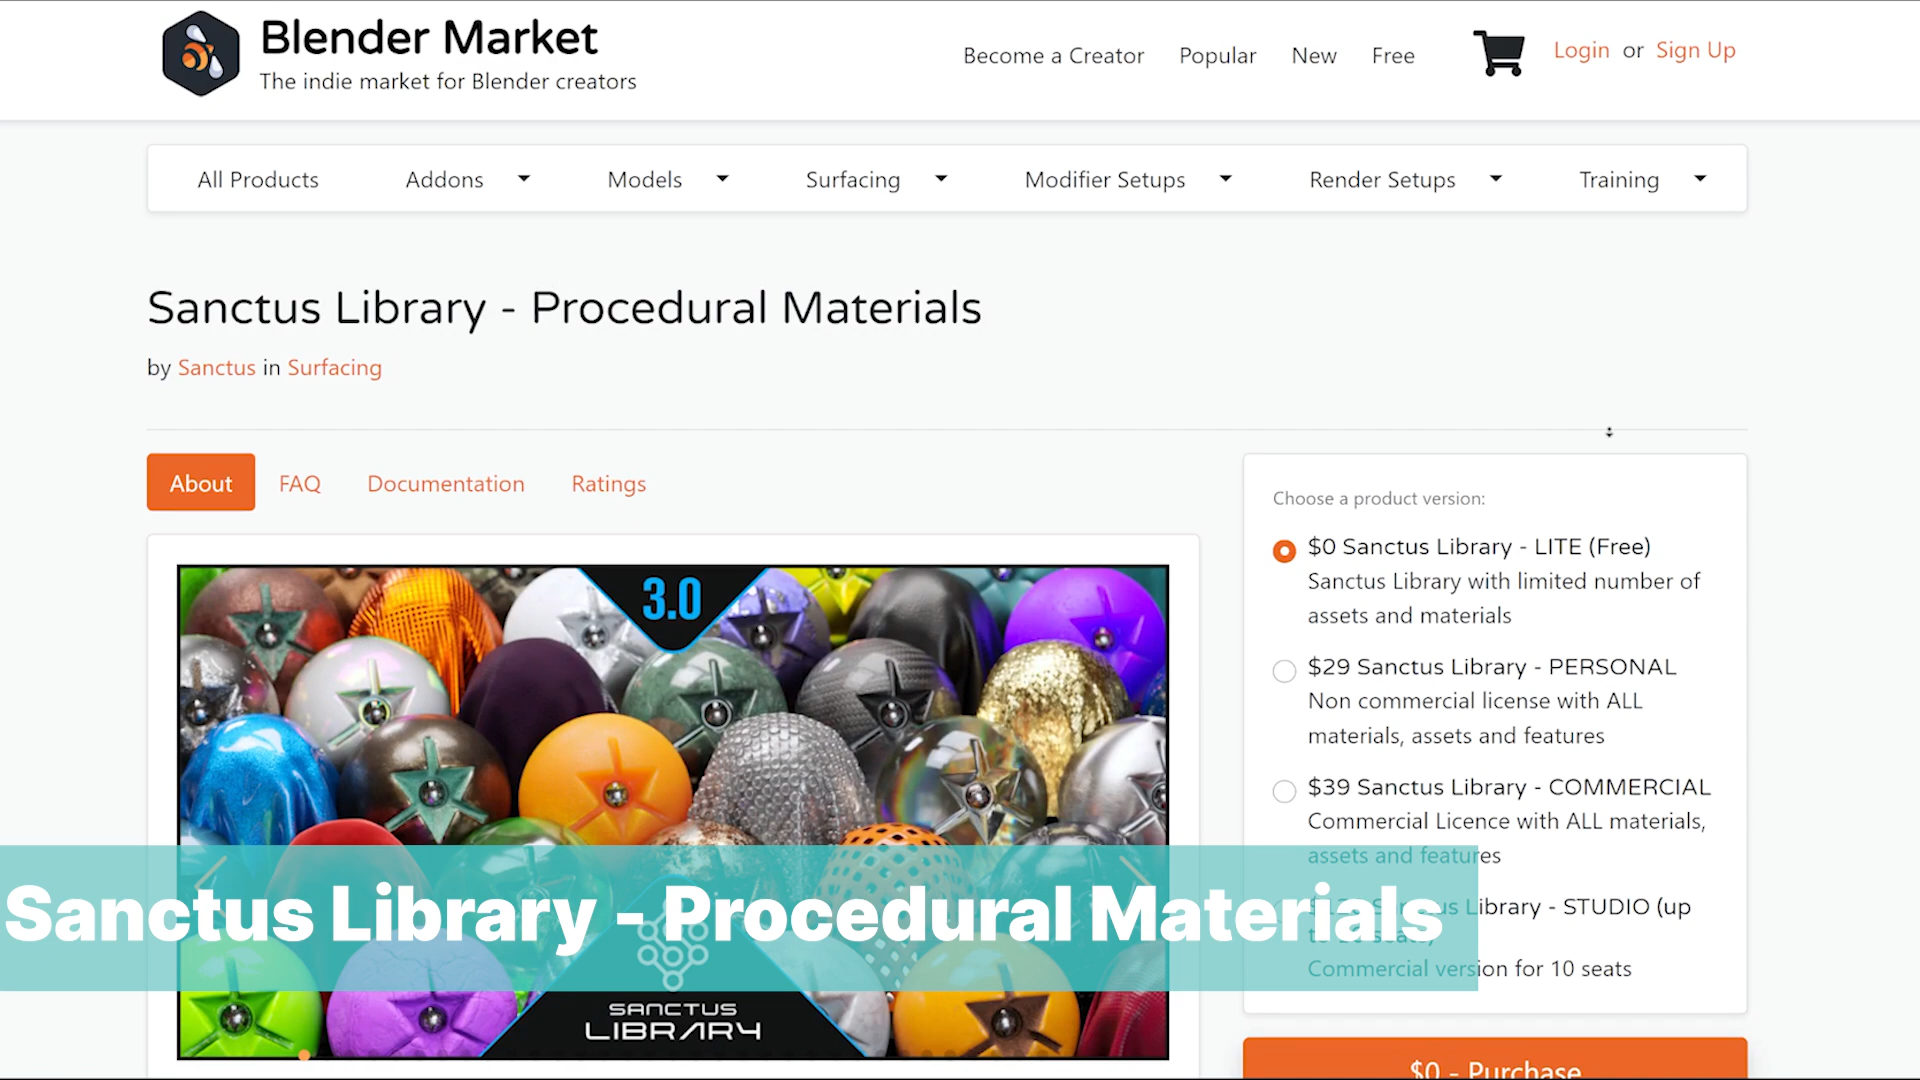 Blender Market
The indie market for Blender creators
Become a Creator
Popular
New
Free
Login or Sign Up
All Products
Addons
Models
Surfacing
Modifier Setups
Render Setups
Training
Sanctus Library - Procedural Materials
by Sanctus in Surfacing
About
FAQ
Documentation
Ratings
Choose a product version:
$0 Sanctus Library - LITE (Free)
Sanctus Library with limited number of
assets and materials
$29 Sanctus Library - PERSONAL
Non commercial license with ALL
materials, assets and features
$39 Sanctus Library - COMMERCIAL
Commercial Licence with ALL materials,
assets and features
Library - STUDIO (up
Commercial version for 10 seats
$0 - Purchase
3.0
SANCTUS
LIBRARY
Sanctus Library - Procedural Materials